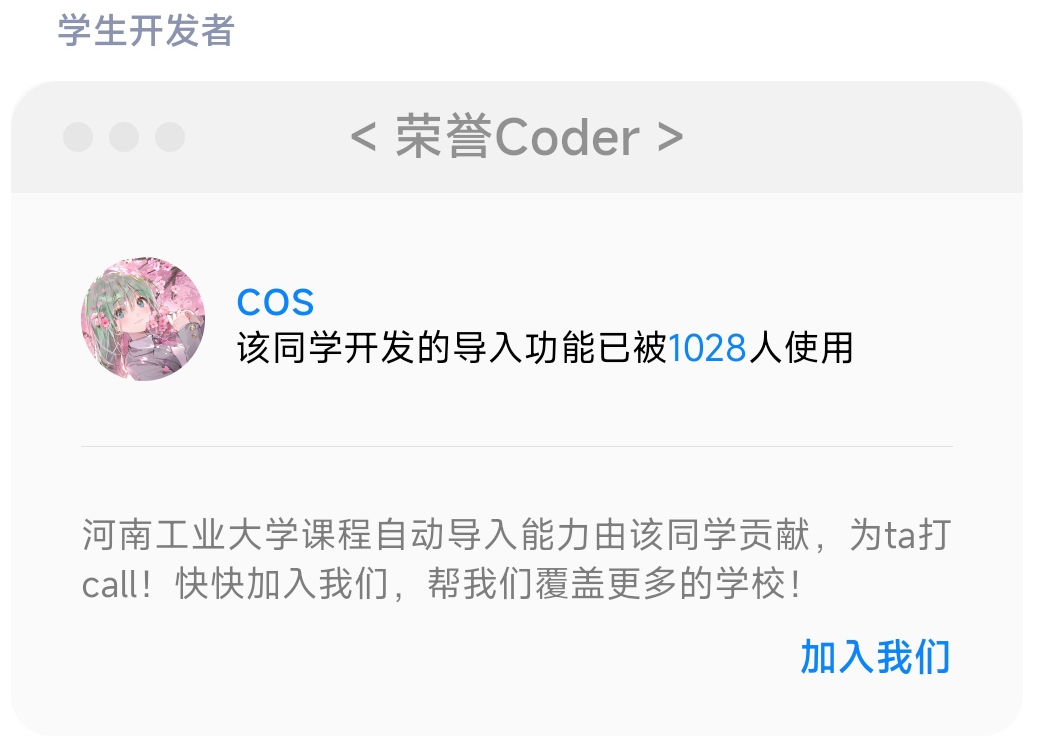 学生开发者
< 荣誉Coder >
COS
该同学开发的导入功能已被1028人使用
河南工业大学课程自动导入能力由该同学贡献，为ta打
call！快快加入我们，帮我们覆盖更多的学校！
加入我们